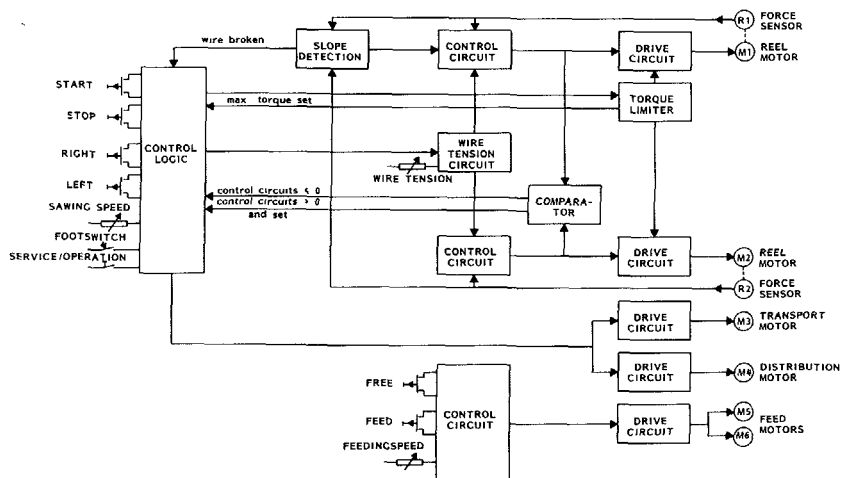 R1 FORCE SENSOR
wire broken
SLOPE DETECTION
CONTROL CIRCUIT
DRIVE CIRCUIT
M1 REEL MOTOR
START
max torque set
TORQUE LIMITER
STOP
CONTROL LOGIC
RIGHT
WIRE TENSION CIRCUIT
WIRE TENSION
LEFT
control circuits < 0
control circuits > 0
and set
COMPARA-
TOR
SAWING SPEED
FOOTSWITCH
SERVICE/OPERATION
CONTROL CIRCUIT
DRIVE CIRCUIT
M2 REEL MOTOR
R2 FORCE SENSOR
DRIVE CIRCUIT
M3 TRANSPORT MOTOR
DRIVE CIRCUIT
M4 DISTRIBUTION MOTOR
FREE
FEED
FEEDINGSPEED
CONTROL CIRCUIT
DRIVE CIRCUIT
M5
M6
FEED MOTORS